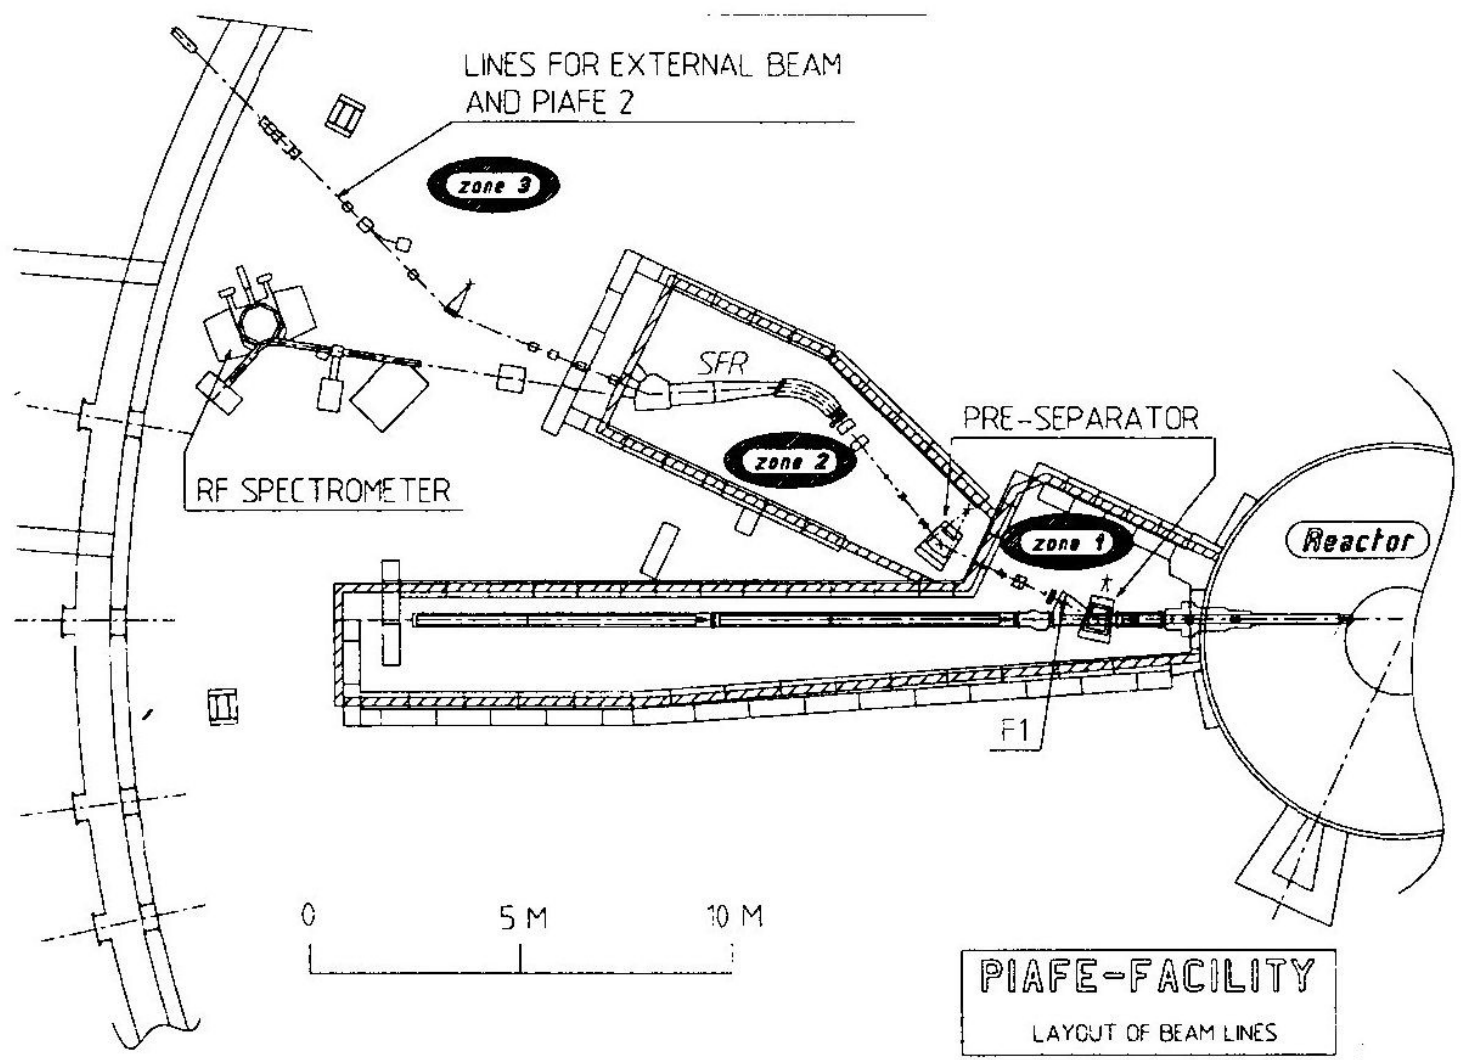 LINES FOR EXTERNAL BEAM
AND PIAFE 2
zone 3
SFR
PRE-SEPARATOR
zone 2
RF SPECTROMETER
zone 1
Reactor
F1
0 5 M 10 M
PIAFE-FACILITY
LAYOUT OF BEAM LINES